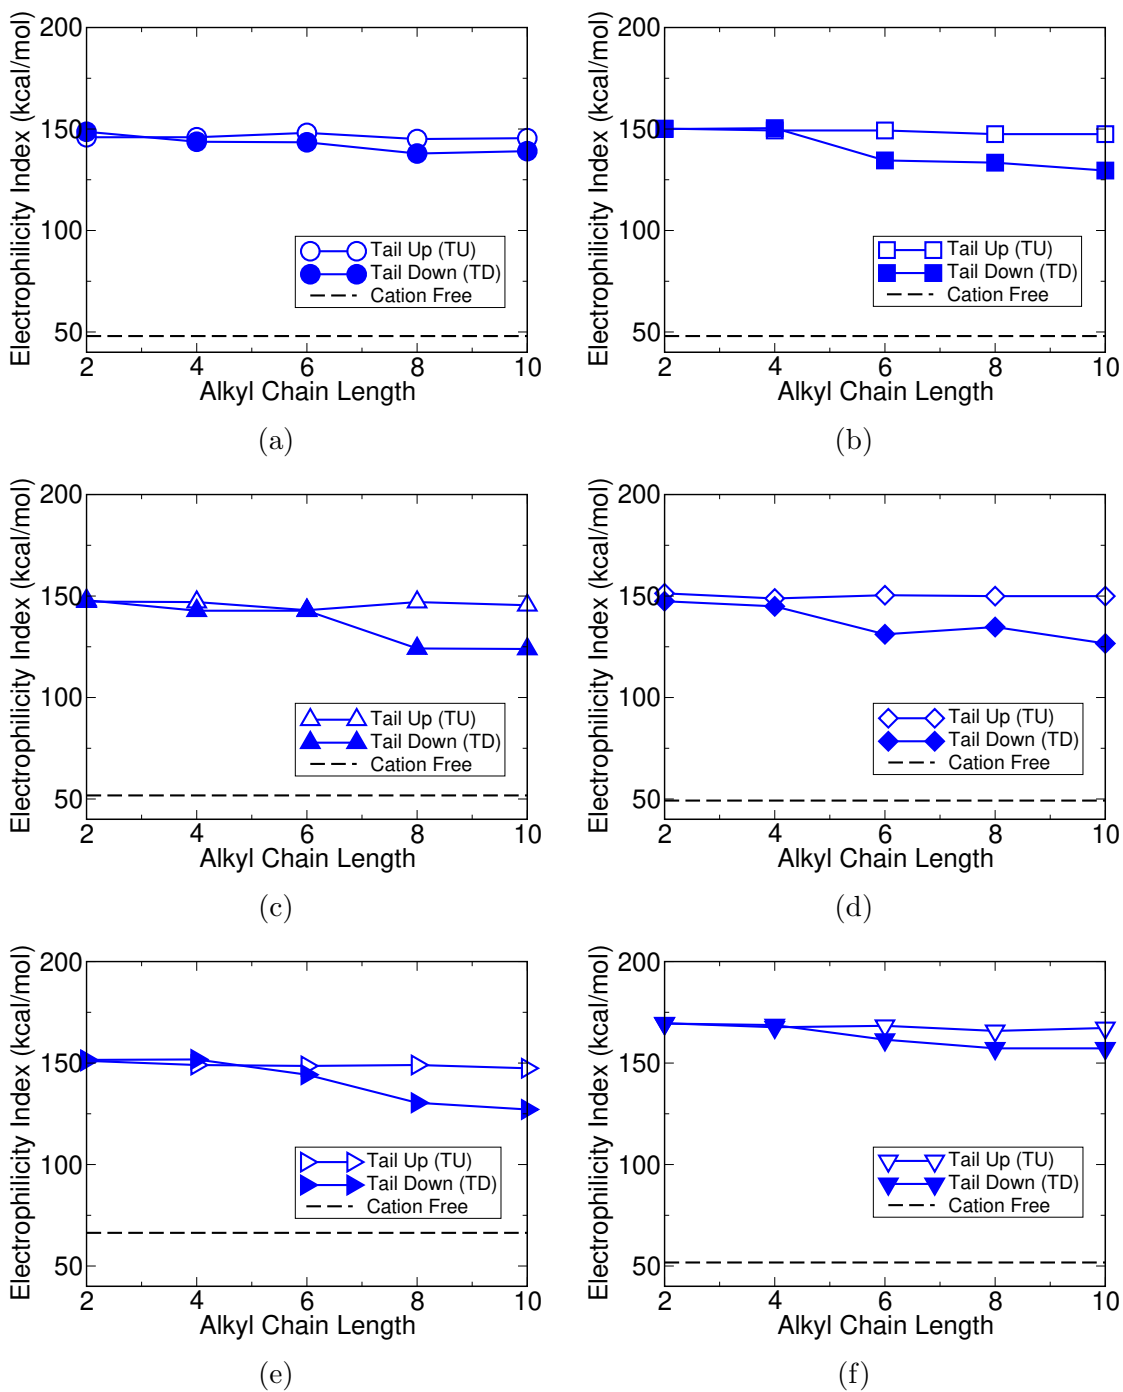 200
150
100
50
2 4 6 8 10
Electrophilicity Index (kcal/mol)
Alkyl Chain Length
Tail Up (TU)
Tail Down (TD)
Cation Free
(a)
200
150
100
50
2 4 6 8 10
Electrophilicity Index (kcal/mol)
Alkyl Chain Length
Tail Up (TU)
Tail Down (TD)
Cation Free
(b)
200
150
100
50
2 4 6 8 10
Electrophilicity Index (kcal/mol)
Alkyl Chain Length
Tail Up (TU)
Tail Down (TD)
Cation Free
(c)
200
150
100
50
2 4 6 8 10
Electrophilicity Index (kcal/mol)
Alkyl Chain Length
Tail Up (TU)
Tail Down (TD)
Cation Free
(d)
200
150
100
50
2 4 6 8 10
Electrophilicity Index (kcal/mol)
Alkyl Chain Length
Tail Up (TU)
Tail Down (TD)
Cation Free
(e)
200
150
100
50
2 4 6 8 10
Electrophilicity Index (kcal/mol)
Alkyl Chain Length
Tail Up (TU)
Tail Down (TD)
Cation Free
(f)